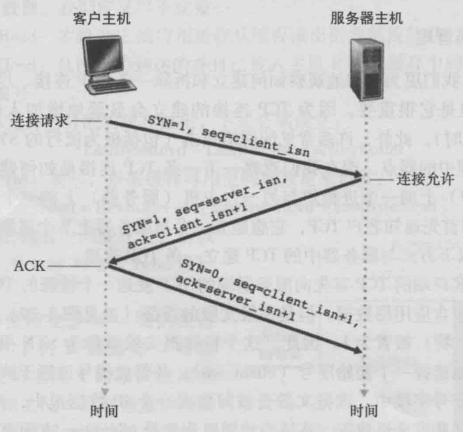 客户主机
服务器主机
连接请求
SYN=1, seq=client_isn
连接允许
SYN=1, seq=server_isn,
ack=client_isn+1
ACK
SYN=0, seq=client_isn+1,
ack=server_isn+1
时间
时间